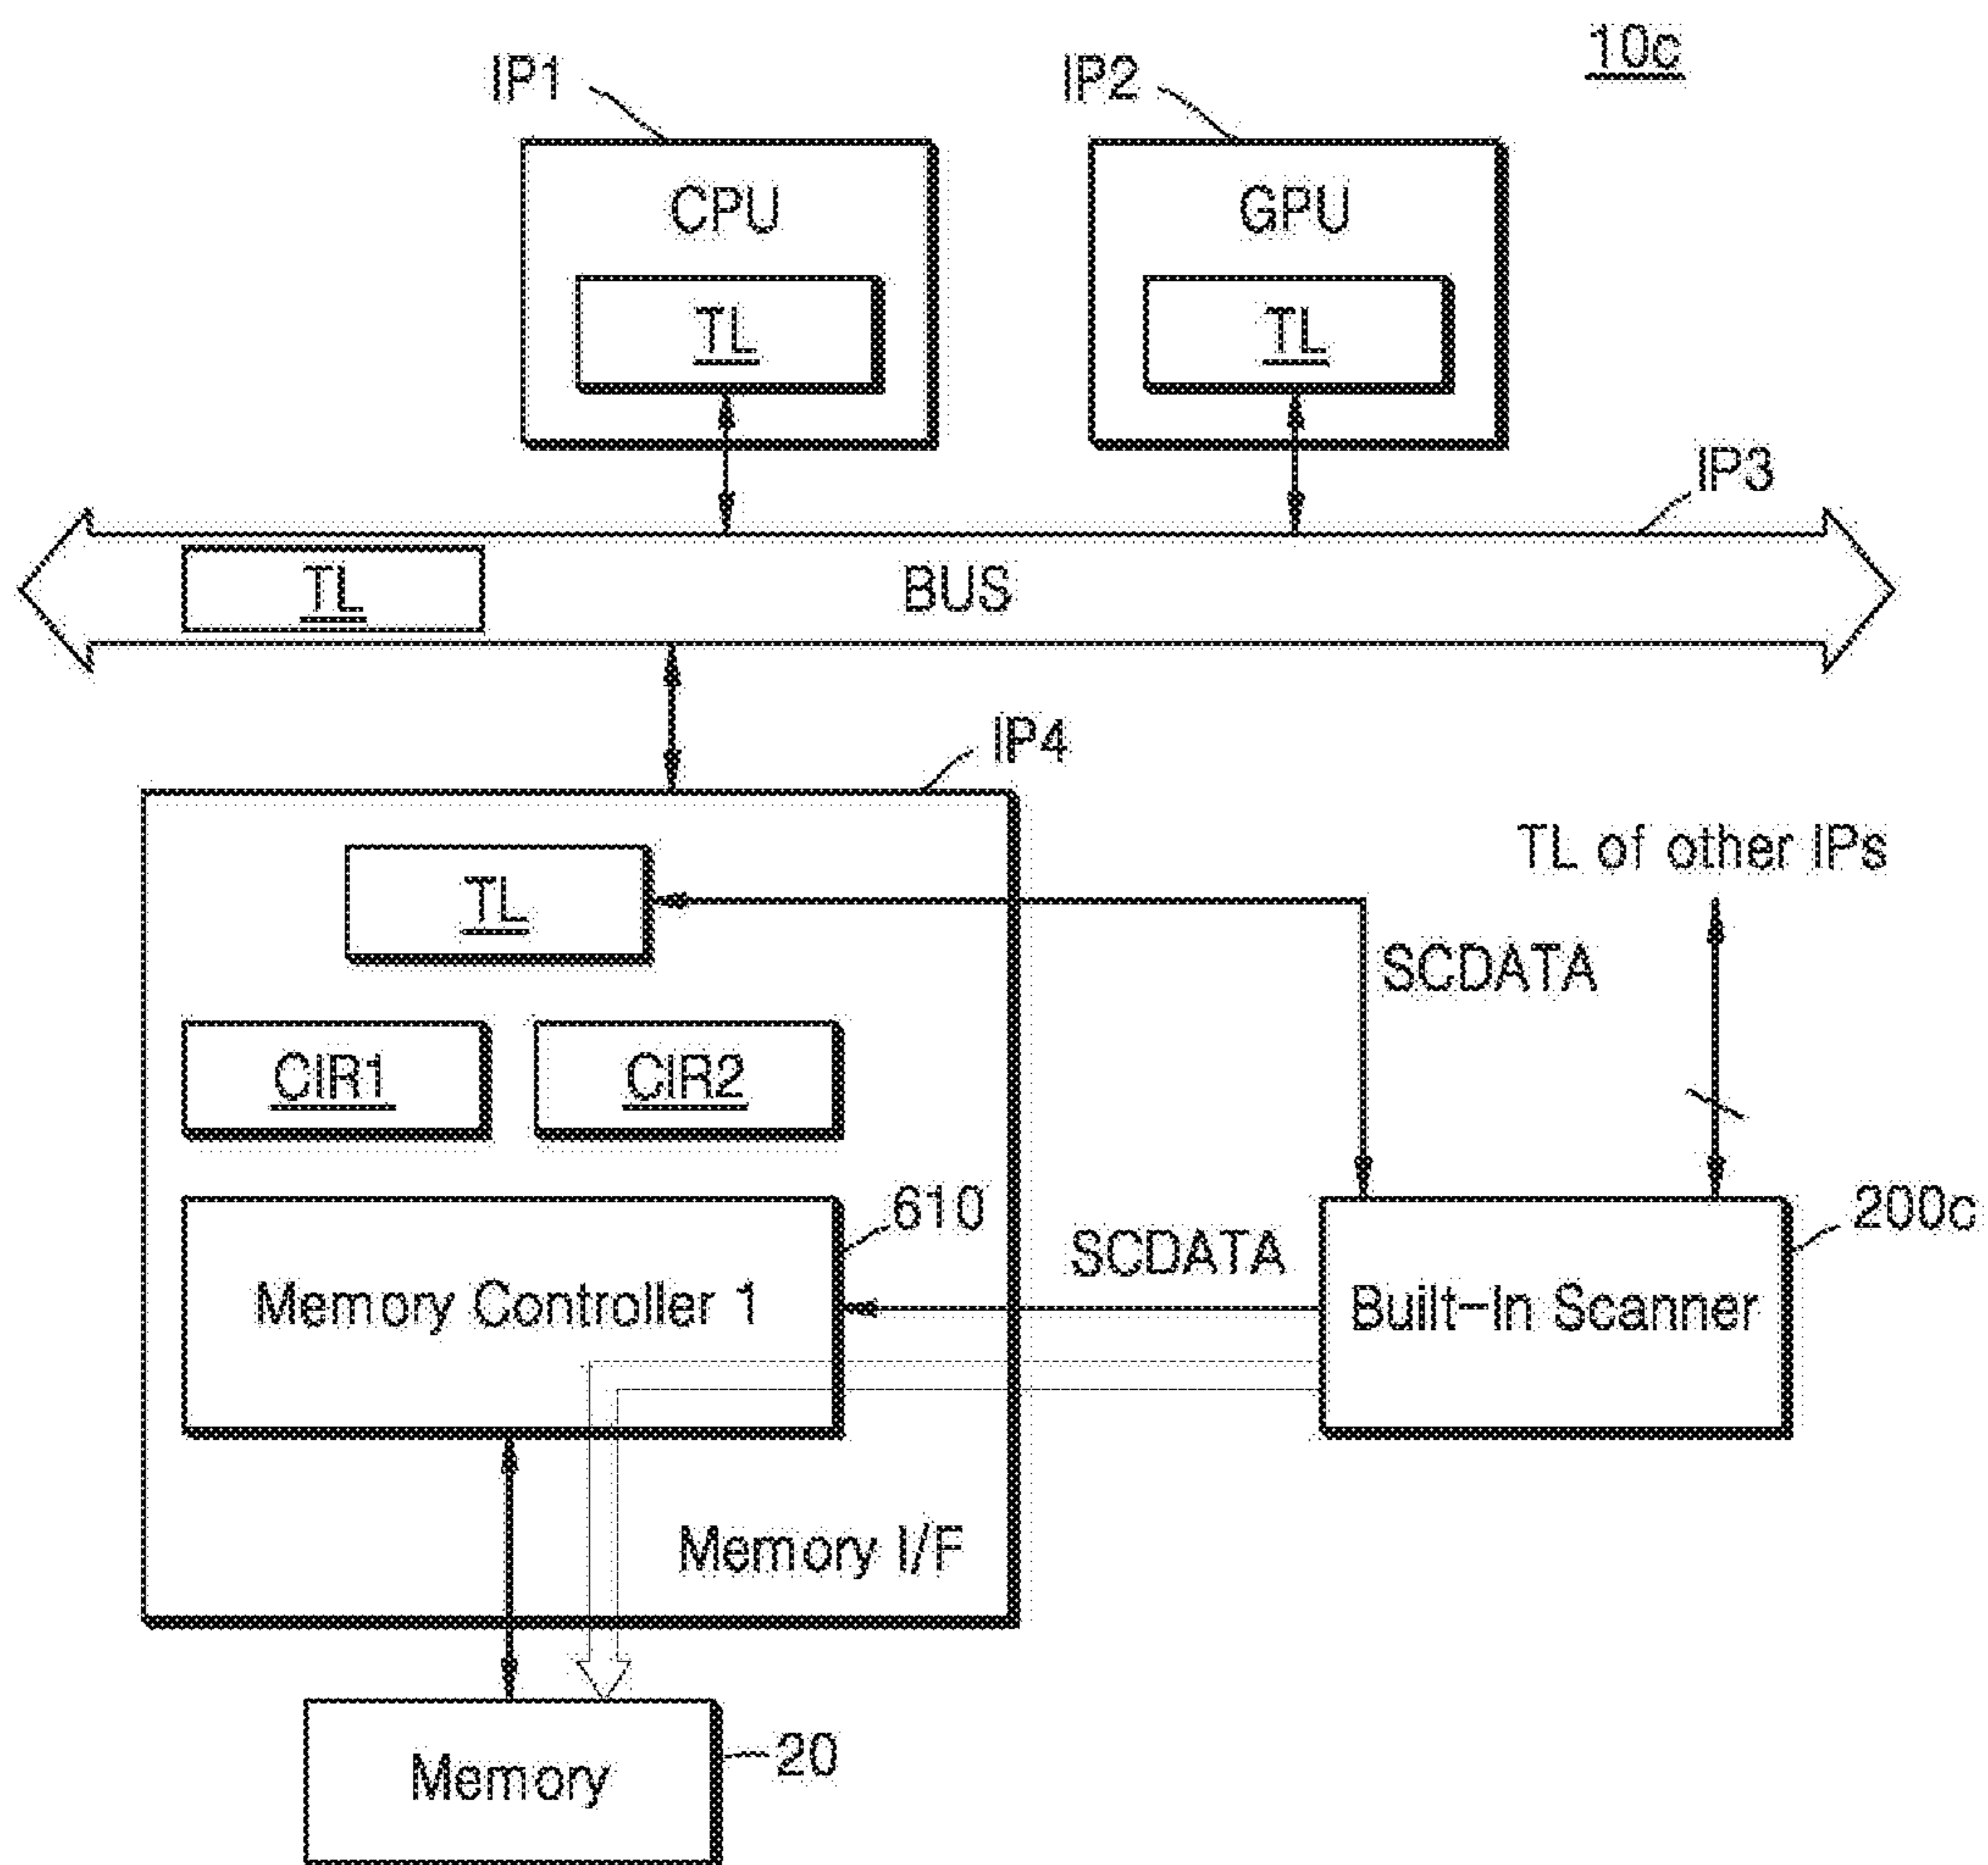 10c
IP1
IP2
CPU
GPU
TL
TL
IP3
TL
BUS
IP4
TL of other IPs
TL
SCDATA
CIR1
CIR2
610
200c
SCDATA
Memory Controller 1
Built-In Scanner
Memory I/F
20
Memory